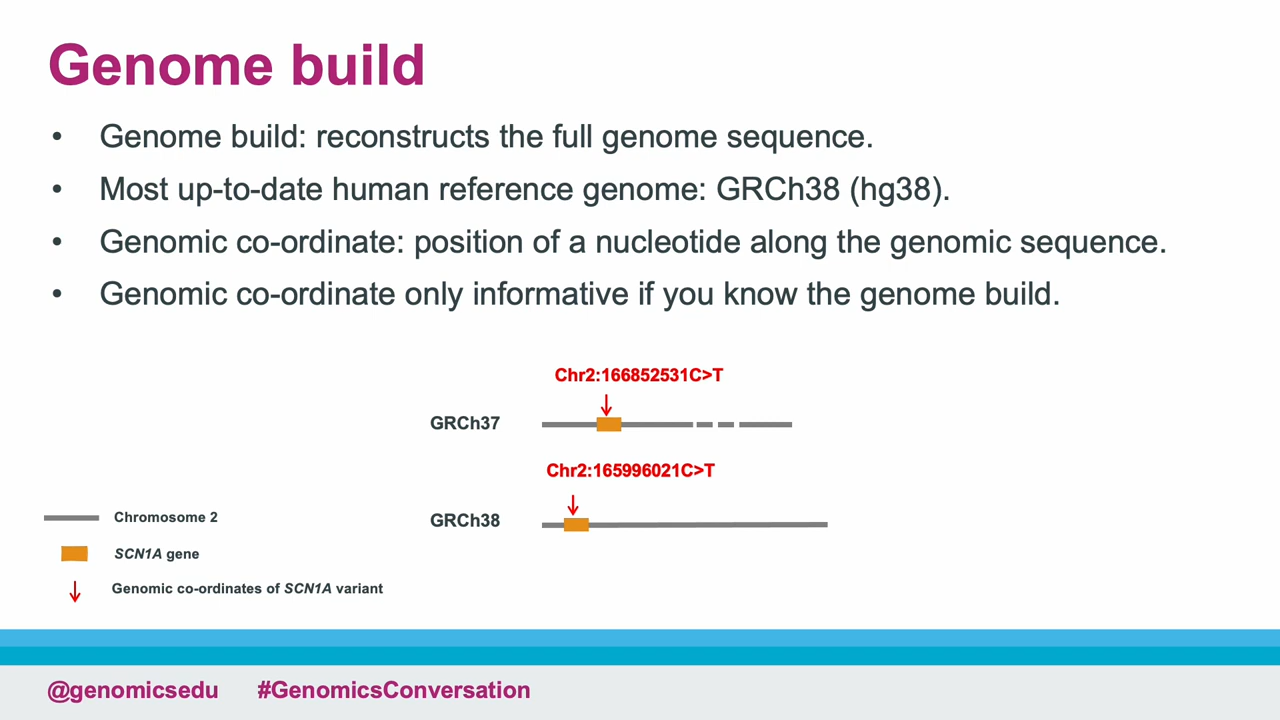 Genome build
• Genome build: reconstructs the full genome sequence.
• Most up-to-date human reference genome: GRCh38 (hg38).
• Genomic co-ordinate: position of a nucleotide along the genomic sequence.
• Genomic co-ordinate only informative if you know the genome build.
Chr2:166852531C>T
GRCh37
Chr2:165996021C>T
GRCh38
Chromosome 2
SCN1A gene
Genomic co-ordinates of SCN1A variant
@genomicsedu #GenomicsConversation